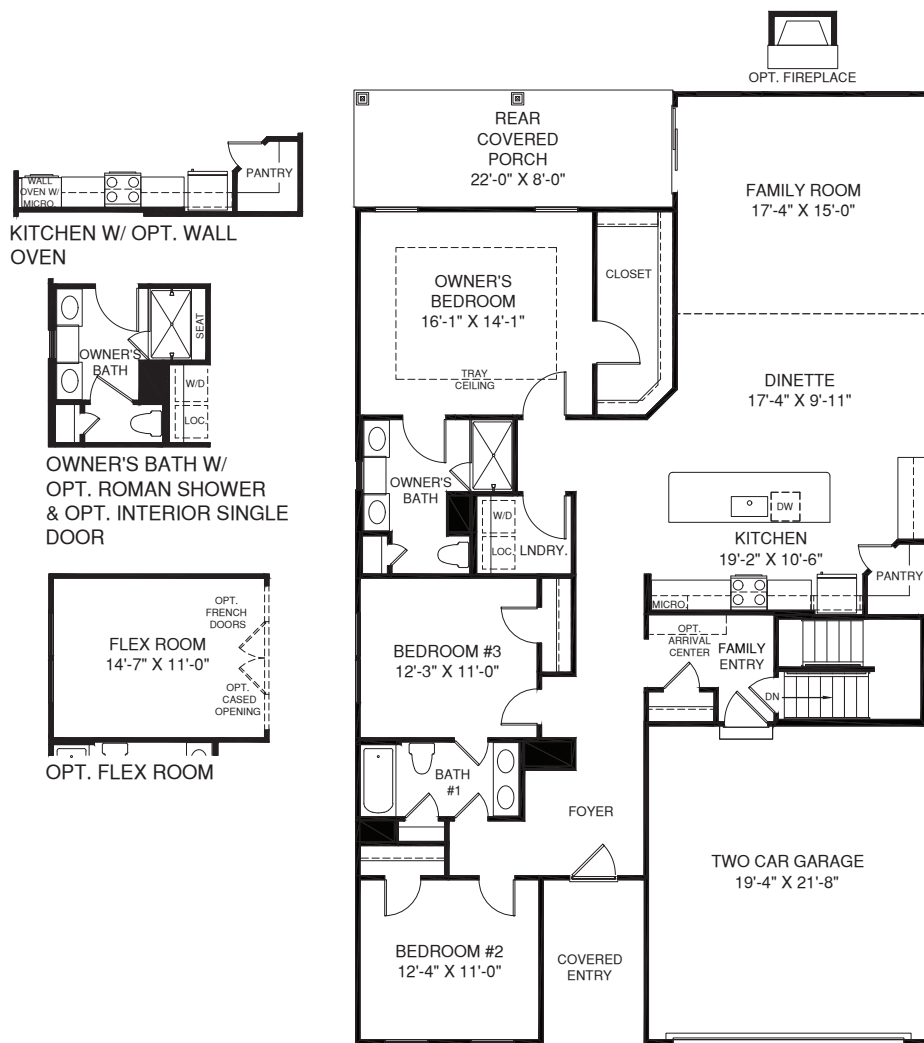 OPT. FIREPLACE
REAR
COVERED
PORCH
22'-0" X 8'-0"
FAMILY ROOM
17'-4" X 15'-0"
WALL
OVEN W/
MICRO.
PANTRY
KITCHEN W/ OPT. WALL
OVEN
OWNER'S
BEDROOM
16'-1" X 14'-1"
TRAY
CEILING
CLOSET
DINETTE
17'-4" X 9'-11"
OWNER'S
BATH
SEAT
W/D
LOC.
OWNER'S BATH W/
OPT. ROMAN SHOWER
& OPT. INTERIOR SINGLE
DOOR
OWNER'S
BATH
W/D
LOC.
LNDRY.
DW
KITCHEN
19'-2" X 10'-6"
PANTRY
MICRO.
OPT.
FRENCH
DOORS
FLEX ROOM
14'-7" X 11'-0"
OPT.
CASED
OPENING
OPT. FLEX ROOM
BEDROOM #3
12'-3" X 11'-0"
OPT.
ARRIVAL
CENTER
FAMILY
ENTRY
DN
BATH
#1
FOYER
TWO CAR GARAGE
19'-4" X 21'-8"
BEDROOM #2
12'-4" X 11'-0"
COVERED
ENTRY